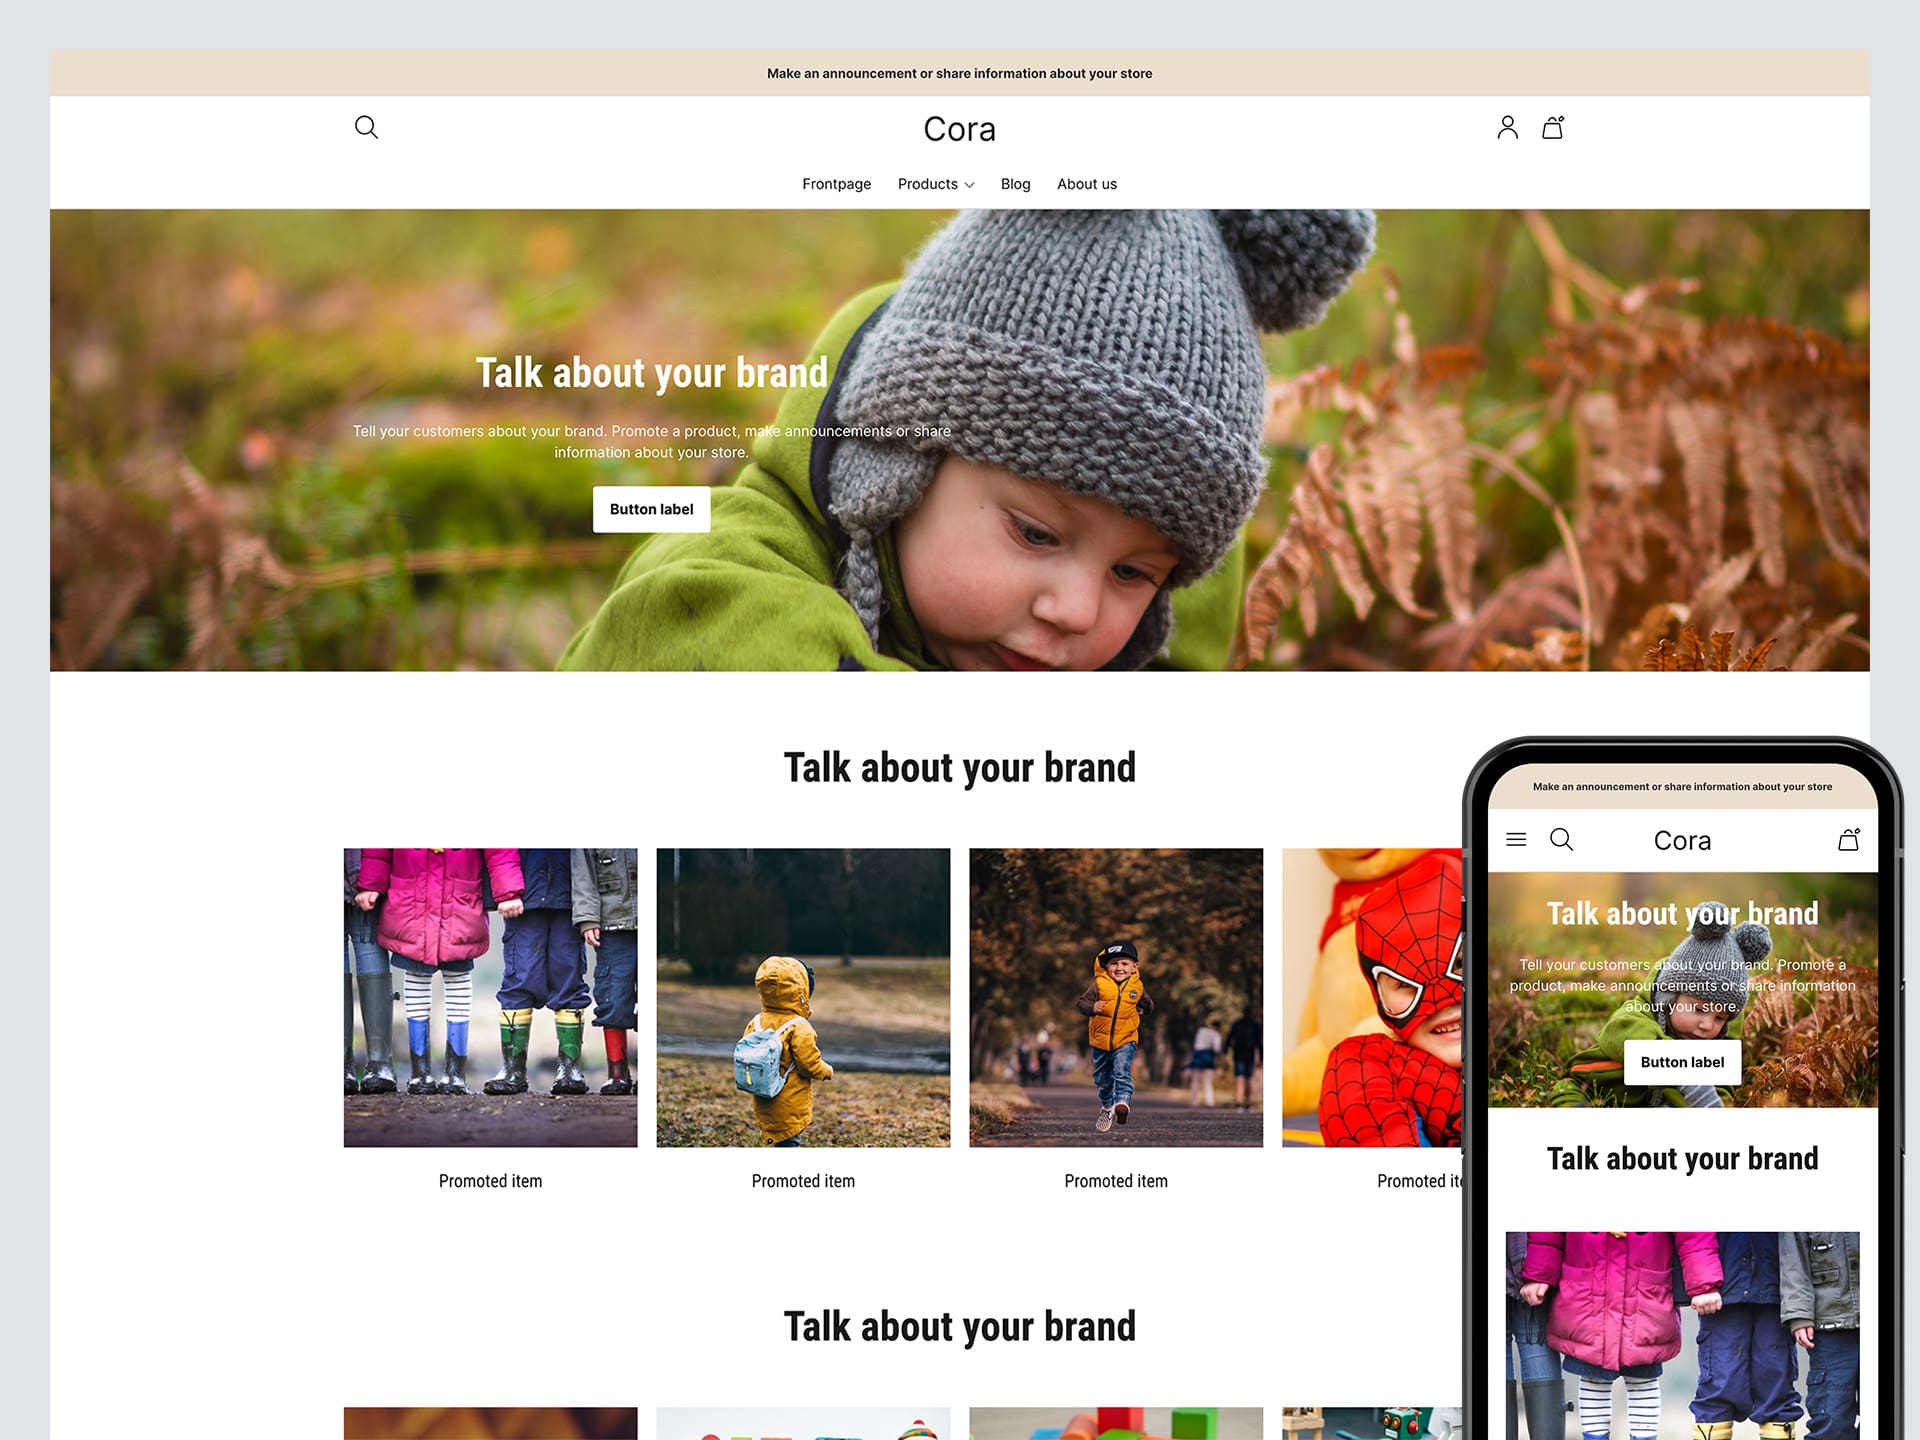 Make an announcement or share information about your store
Cora
Frontpage Products Blog About us
Talk about your brand
Tell your customers about your brand. Promote a product, make announcements or share
information about your store.
Button label
Talk about your brand
Promoted item
Promoted item
Promoted item
Promoted
Talk about your brand
Make an announcement or share information about your store
Cora
Talk about your brand
Tell your customers about your brand. Promote a
product, make announcements or share information
about your store.
Button label
Talk about your brand